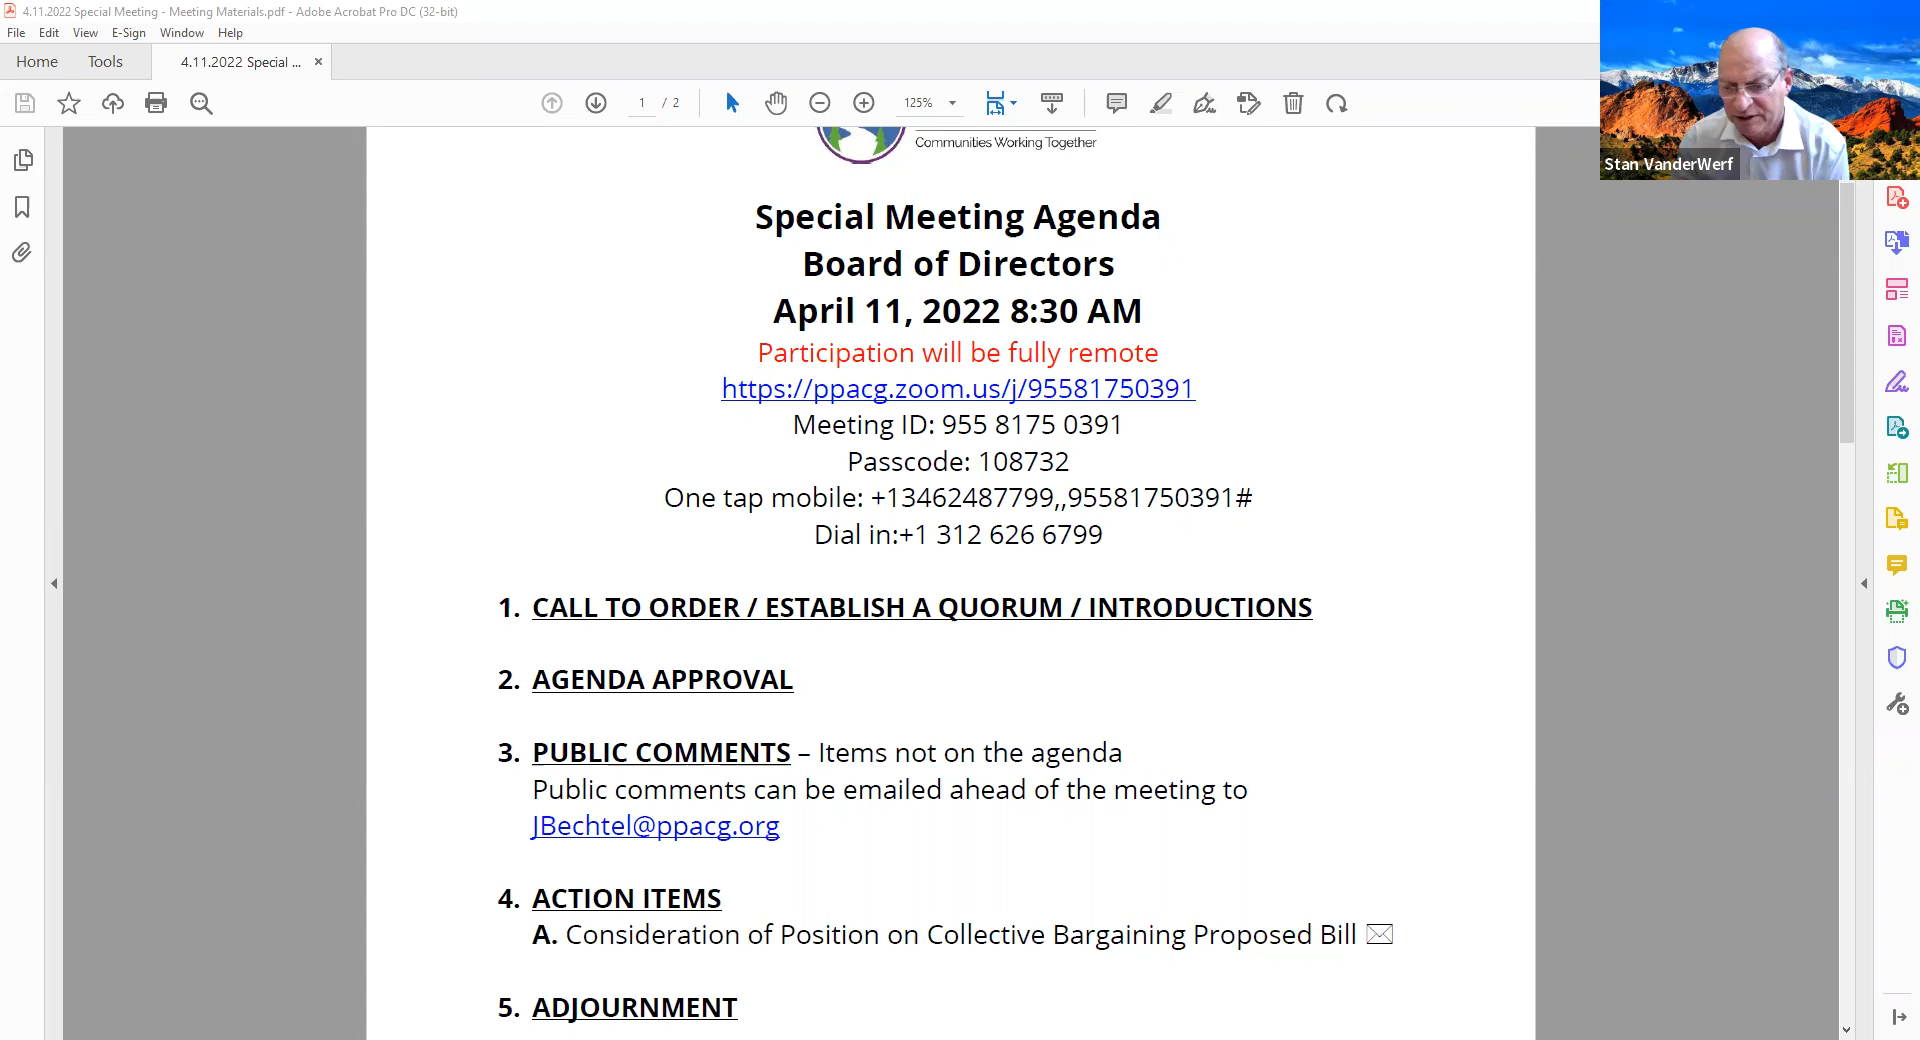 4.11.2022 Special Meeting - Meeting Materials.pdf - Adobe Acrobat Pro DC (32-bit)
File Edit View E-Sign Window Help
Home Tools 4.11.2022 Special ... ×
1 / 2 125%
Communities Working Together
Stan VanderWerf
Special Meeting Agenda
Board of Directors
April 11, 2022 8:30 AM
Participation will be fully remote
https://ppacg.zoom.us/j/95581750391
Meeting ID: 955 8175 0391
Passcode: 108732
One tap mobile: +13462487799,,95581750391#
Dial in:+1 312 626 6799
1. CALL TO ORDER / ESTABLISH A QUORUM / INTRODUCTIONS
2. AGENDA APPROVAL
3. PUBLIC COMMENTS – Items not on the agenda
Public comments can be emailed ahead of the meeting to
JBechtel@ppacg.org
4. ACTION ITEMS
A. Consideration of Position on Collective Bargaining Proposed Bill
5. ADJOURNMENT